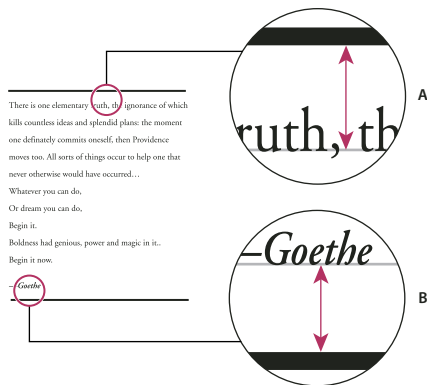 There is one elementary truth, the ignorance of which
kills countless ideas and splendid plans: the moment
one definately commits oneself, then Providence
moves too. All sorts of things occur to help one that
never otherwise would have occurred…
Whatever you can do,
Or dream you can do,
Begin it.
Boldness had genious, power and magic in it..
Begin it now.
–Goethe
ruth, th
A
–Goethe
B